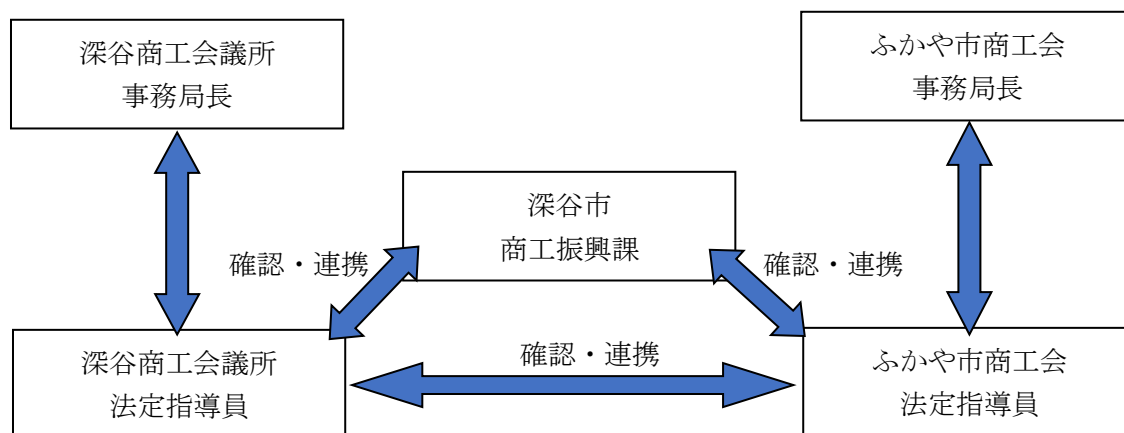 深谷商工会議所
事務局長
ふかや市商工会
事務局長
深谷市
商工振興課
確認・連携
確認・連携
深谷商工会議所
法定指導員
確認・連携
ふかや市商工会
法定指導員